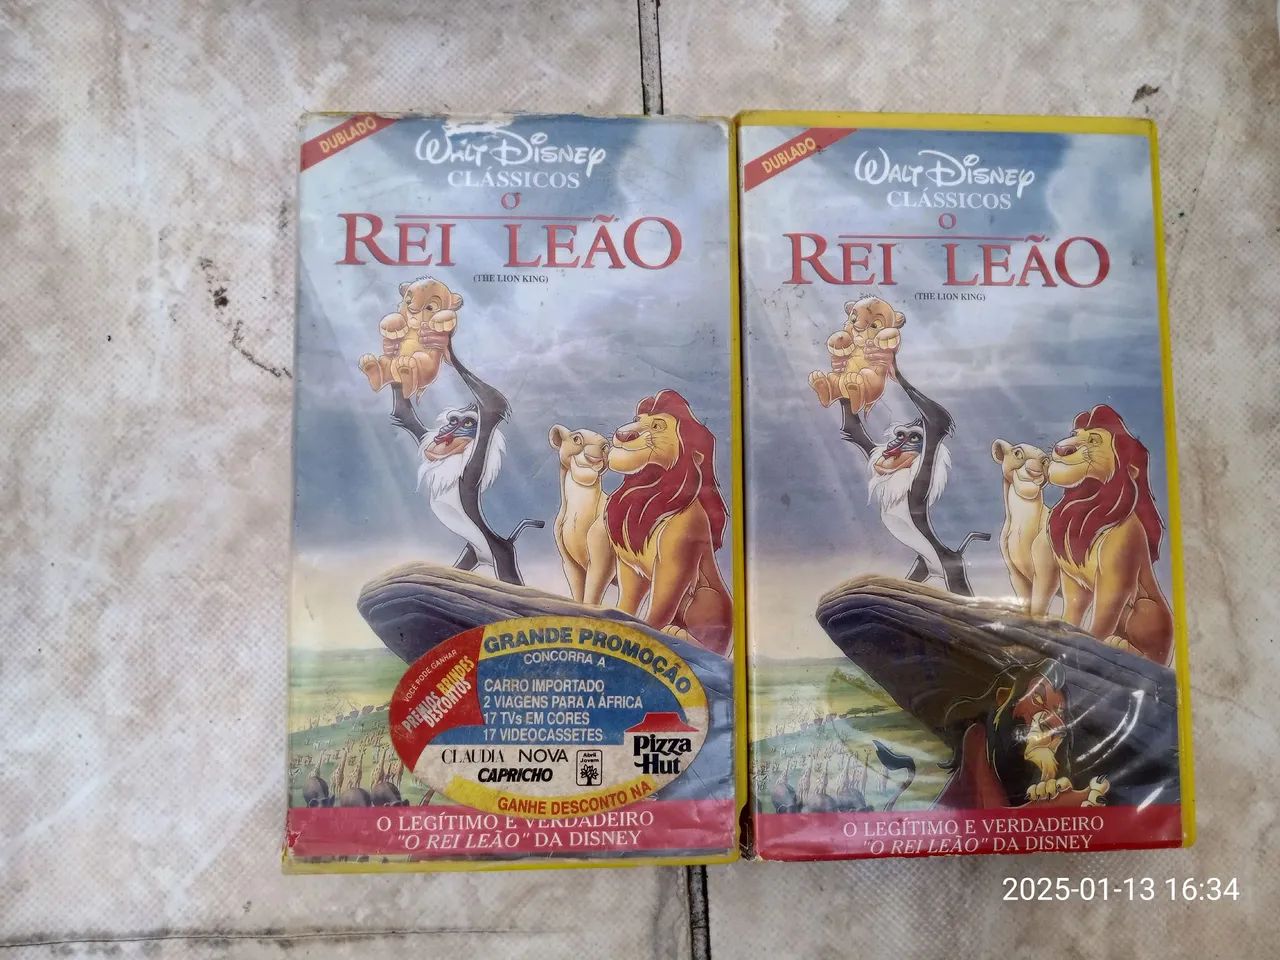 DUBLADO
WALT DISNEY
CLÁSSICOS
O
REI LEÃO
(THE LION KING)
GRANDE PROMOÇÃO
CONCORRA A
VOCÊ PODE GANHAR
PRÊMIOS BRINDES
DESCONTOS
CARRO IMPORTADO
2 VIAGENS PARA A ÁFRICA
17 TVs EM CORES
17 VIDEOCASSETES
CLAUDIA NOVA
CAPRICHO
Abril
Jovem
Pizza
Hut
GANHE DESCONTO NA
O LEGÍTIMO E VERDADEIRO
"O REI LEÃO" DA DISNEY
DUBLADO
WALT DISNEY
CLÁSSICOS
O
REI LEÃO
(THE LION KING)
O LEGÍTIMO E VERDADEIRO
"O REI LEÃO" DA DISNEY
2025-01-13 16:34